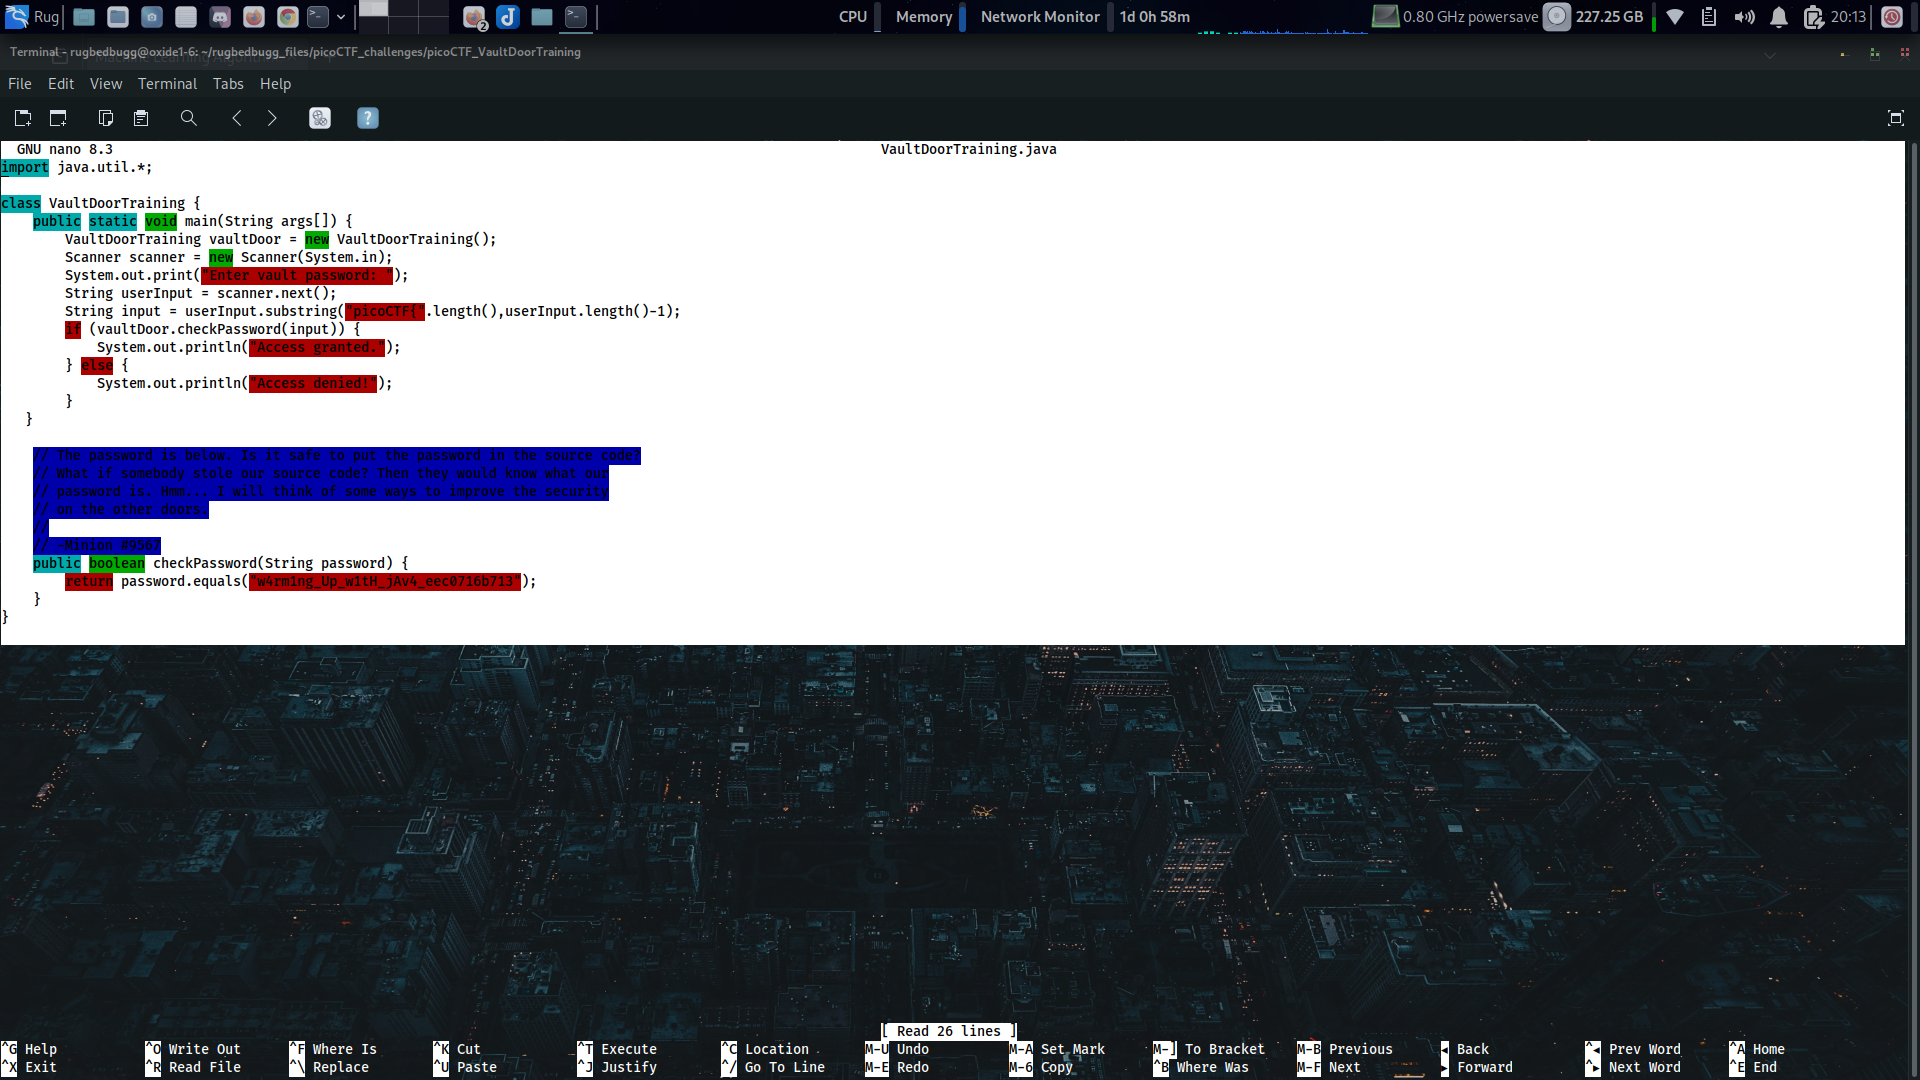 Rug
2
CPU
Memory
Network Monitor
1d 0h 58m
0.80 GHz powersave
227.25 GB
20:13
Terminal - rugbedbugg@oxide1-6: ~/rugbedbugg_files/picoCTF_challenges/picoCTF_VaultDoorTraining
File Edit View Terminal Tabs Help
GNU nano 8.3 VaultDoorTraining.java
import java.util.*;
class VaultDoorTraining {
public static void main(String args[]) {
VaultDoorTraining vaultDoor = new VaultDoorTraining();
Scanner scanner = new Scanner(System.in);
System.out.print("Enter vault password: ");
String userInput = scanner.next();
String input = userInput.substring("picoCTF{".length(),userInput.length()-1);
if (vaultDoor.checkPassword(input)) {
System.out.println("Access granted.");
} else {
System.out.println("Access denied!");
}
}
// The password is below. Is it safe to put the password in the source code?
// What if somebody stole our source code? Then they would know what our
// password is. Hmm... I will think of some ways to improve the security
// on the other doors.
//
// -Minion #9567
public boolean checkPassword(String password) {
return password.equals("w4rm1ng_Up_w1tH_jAv4_eec0716b713");
}
}
[ Read 26 lines ]
^G Help ^O Write Out ^F Where Is ^K Cut ^T Execute ^C Location M-U Undo M-A Set Mark M-] To Bracket M-B Previous ◂ Back ^◂ Prev Word ^A Home
^X Exit ^R Read File ^\ Replace ^U Paste ^J Justify ^/ Go To Line M-E Redo M-6 Copy ^B Where Was M-F Next ▸ Forward ^▸ Next Word ^E End